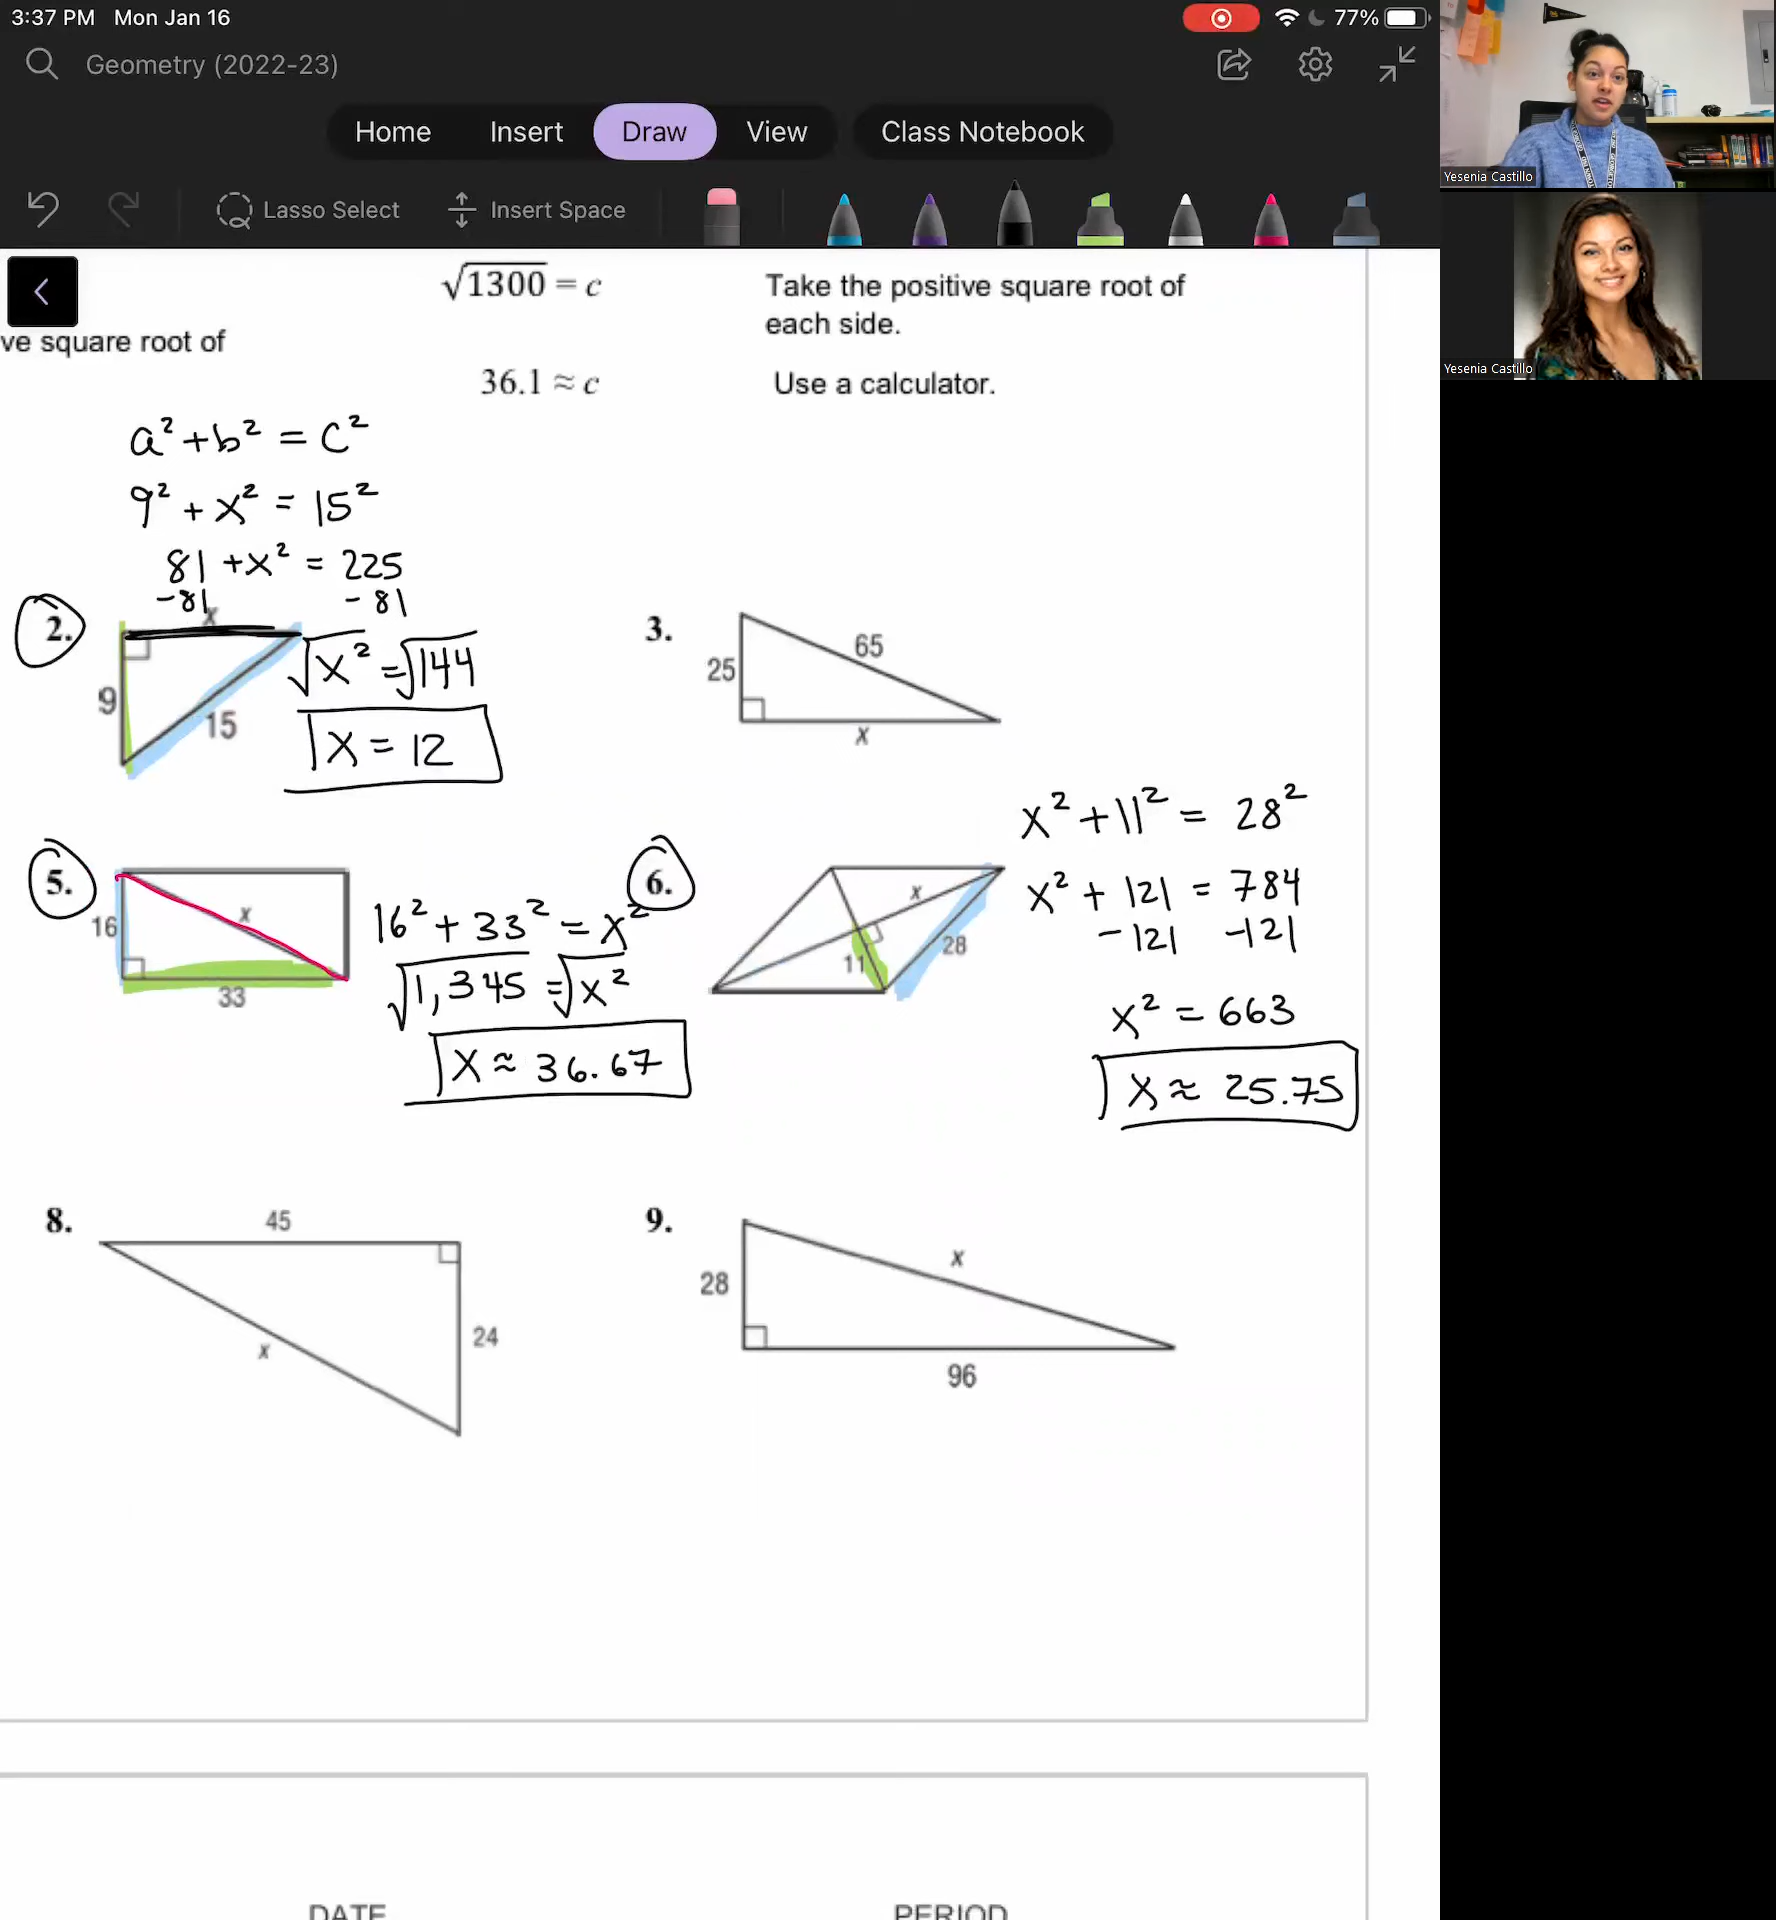 3:37 PM Mon Jan 16
77%
Geometry (2022-23)
Home Insert Draw View Class Notebook
Lasso Select Insert Space
Yesenia Castillo
Yesenia Castillo
√1300 = c Take the positive square root of
each side.
ve square root of
36.1 ≈ c Use a calculator.
a² + b² = c²
9² + x² = 15²
81 + x² = 225
-81 - 81
2. x
9
15
√x² = √144
x = 12
3. 65
25
x
5. x
16
33
16² + 33² = x²
√1,345 = √x²
x ≈ 36.67
6. x
11
28
x² + 11² = 28²
x² + 121 = 784
-121 -121
x² = 663
x ≈ 25.75
8. 45
24
x
9. x
28
96
DATE PERIOD